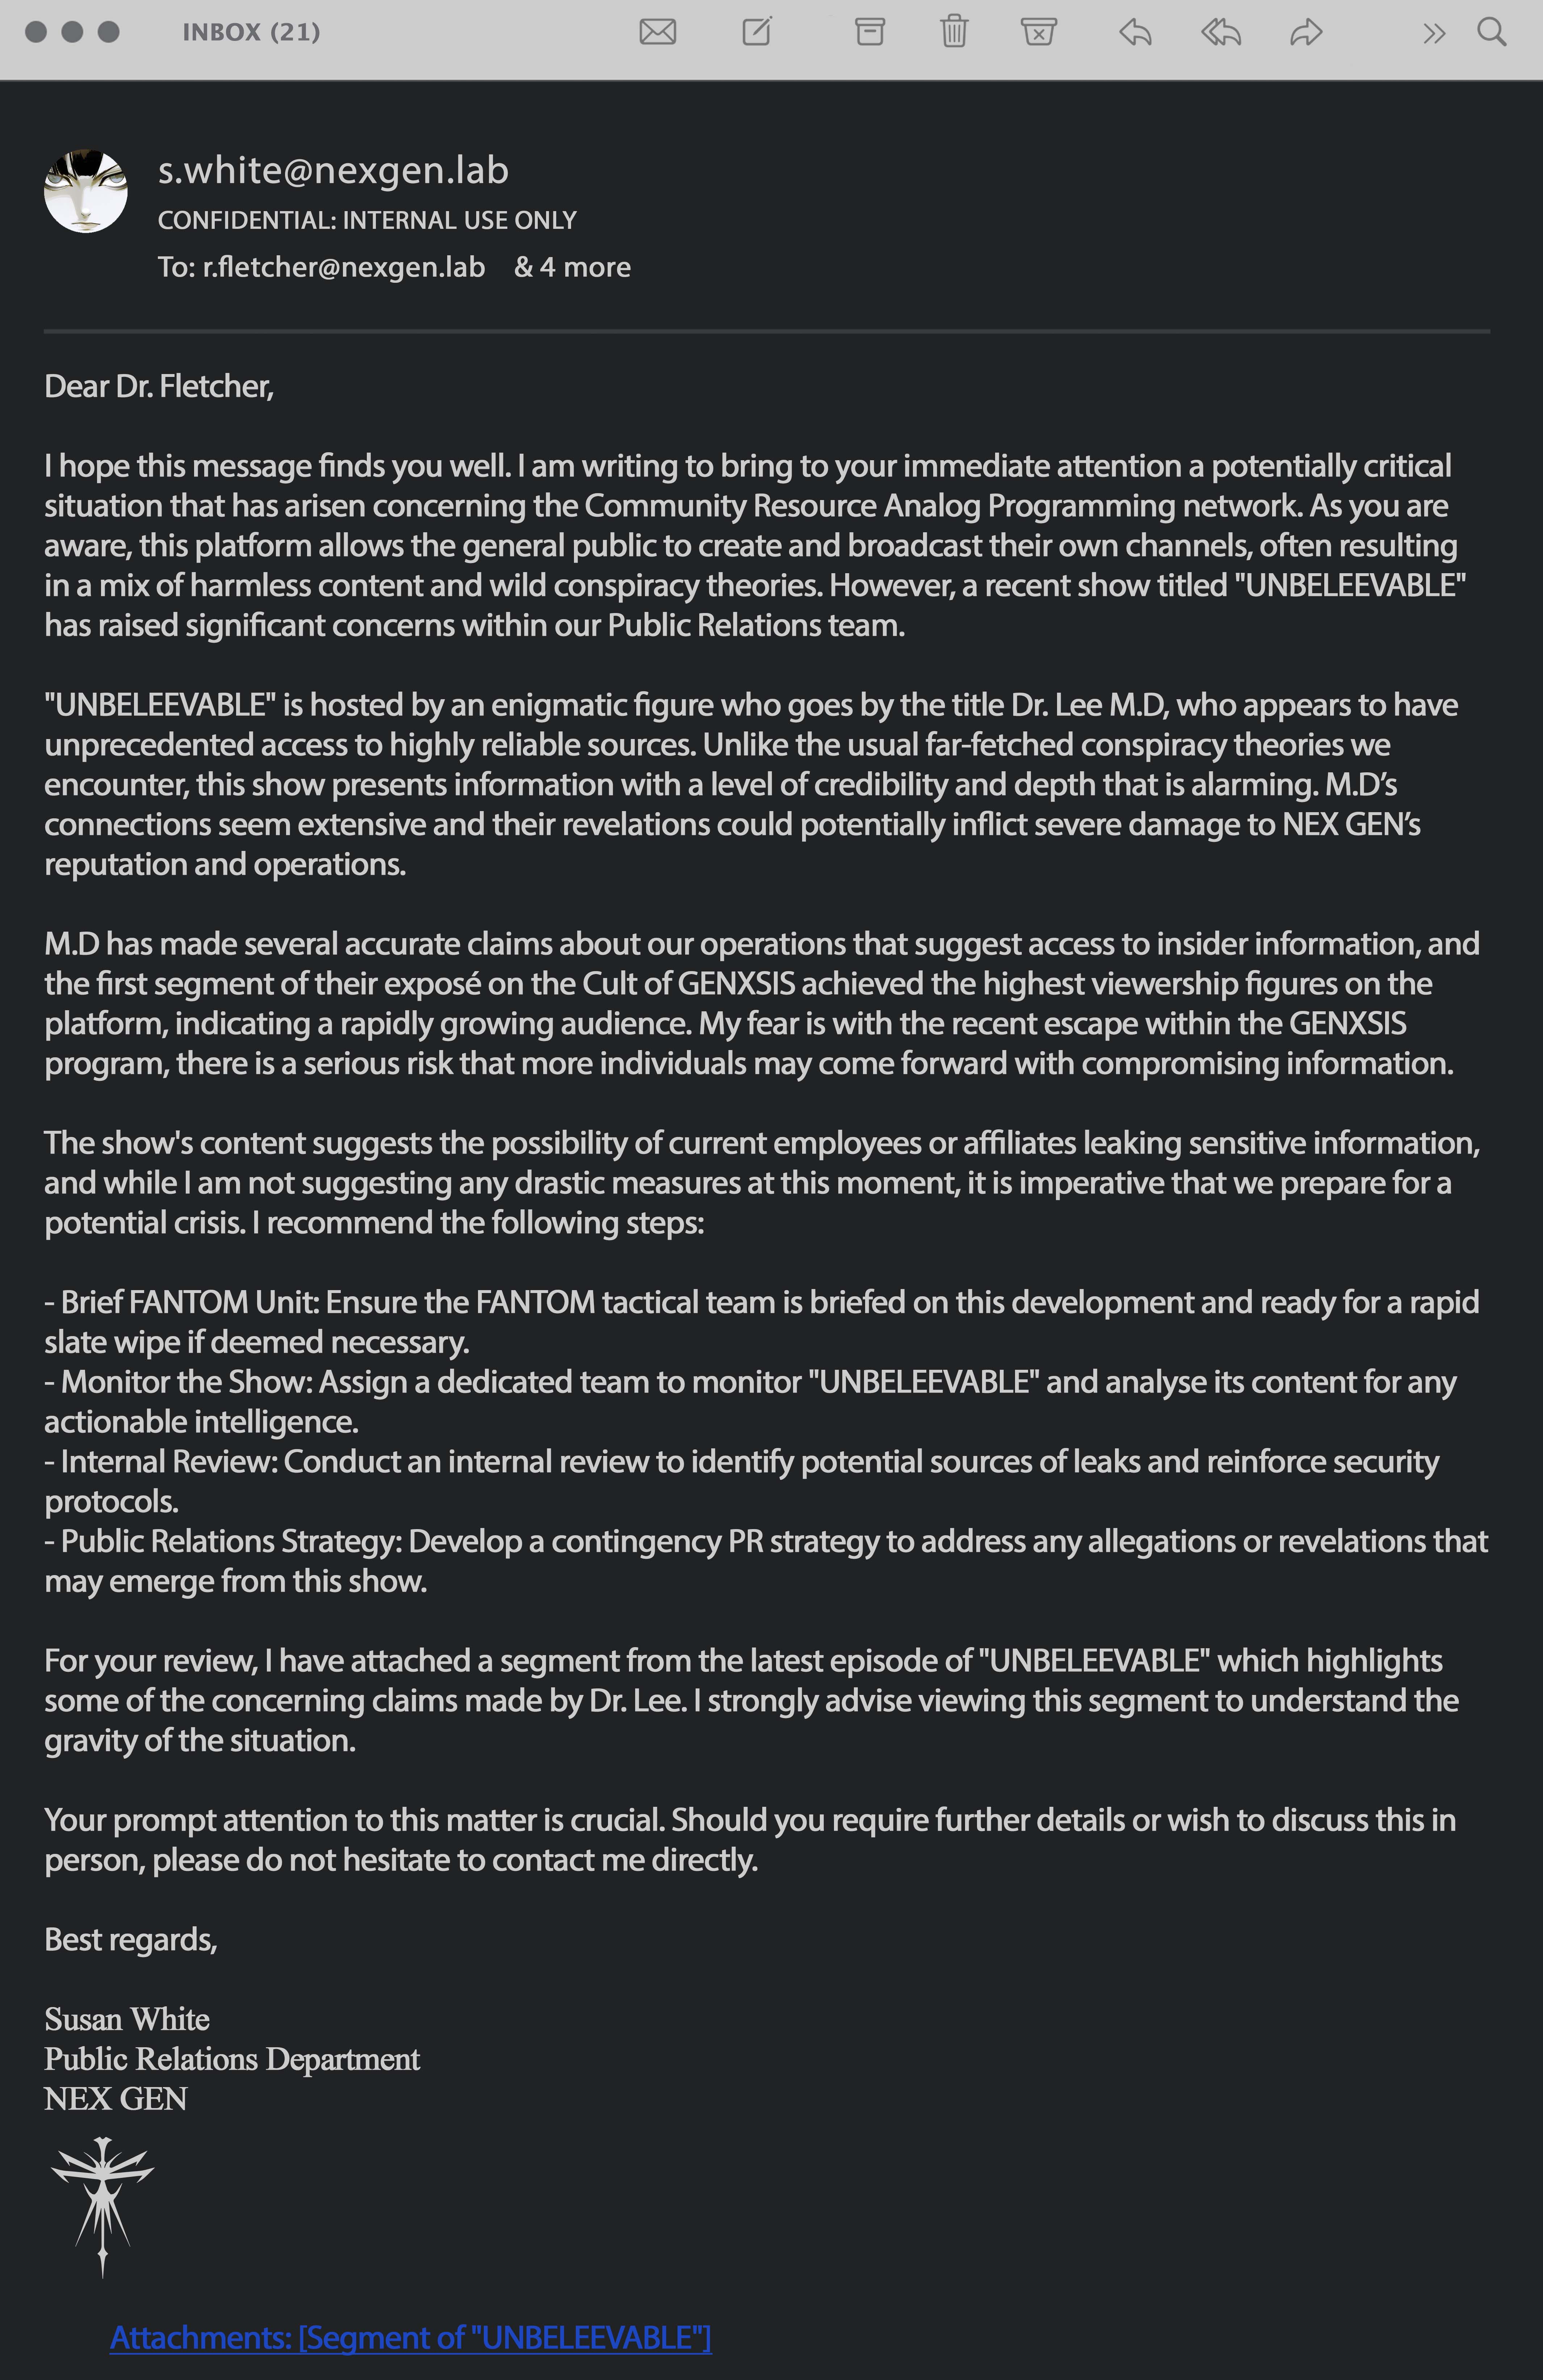 INBOX (21)
s.white@nexgen.lab
CONFIDENTIAL: INTERNAL USE ONLY
To: r.fletcher@nexgen.lab & 4 more
Dear Dr. Fletcher,
I hope this message finds you well. I am writing to bring to your immediate attention a potentially critical
situation that has arisen concerning the Community Resource Analog Programming network. As you are
aware, this platform allows the general public to create and broadcast their own channels, often resulting
in a mix of harmless content and wild conspiracy theories. However, a recent show titled "UNBELEEVABLE"
has raised significant concerns within our Public Relations team.
"UNBELEEVABLE" is hosted by an enigmatic figure who goes by the title Dr. Lee M.D, who appears to have
unprecedented access to highly reliable sources. Unlike the usual far-fetched conspiracy theories we
encounter, this show presents information with a level of credibility and depth that is alarming. M.D’s
connections seem extensive and their revelations could potentially inflict severe damage to NEX GEN’s
reputation and operations.
M.D has made several accurate claims about our operations that suggest access to insider information, and
the first segment of their exposé on the Cult of GENXSIS achieved the highest viewership figures on the
platform, indicating a rapidly growing audience. My fear is with the recent escape within the GENXSIS
program, there is a serious risk that more individuals may come forward with compromising information.
The show's content suggests the possibility of current employees or affiliates leaking sensitive information,
and while I am not suggesting any drastic measures at this moment, it is imperative that we prepare for a
potential crisis. I recommend the following steps:
- Brief FANTOM Unit: Ensure the FANTOM tactical team is briefed on this development and ready for a rapid
slate wipe if deemed necessary.
- Monitor the Show: Assign a dedicated team to monitor "UNBELEEVABLE" and analyse its content for any
actionable intelligence.
- Internal Review: Conduct an internal review to identify potential sources of leaks and reinforce security
protocols.
- Public Relations Strategy: Develop a contingency PR strategy to address any allegations or revelations that
may emerge from this show.
For your review, I have attached a segment from the latest episode of "UNBELEEVABLE" which highlights
some of the concerning claims made by Dr. Lee. I strongly advise viewing this segment to understand the
gravity of the situation.
Your prompt attention to this matter is crucial. Should you require further details or wish to discuss this in
person, please do not hesitate to contact me directly.
Best regards,
Susan White
Public Relations Department
NEX GEN
Attachments: [Segment of "UNBELEEVABLE"]